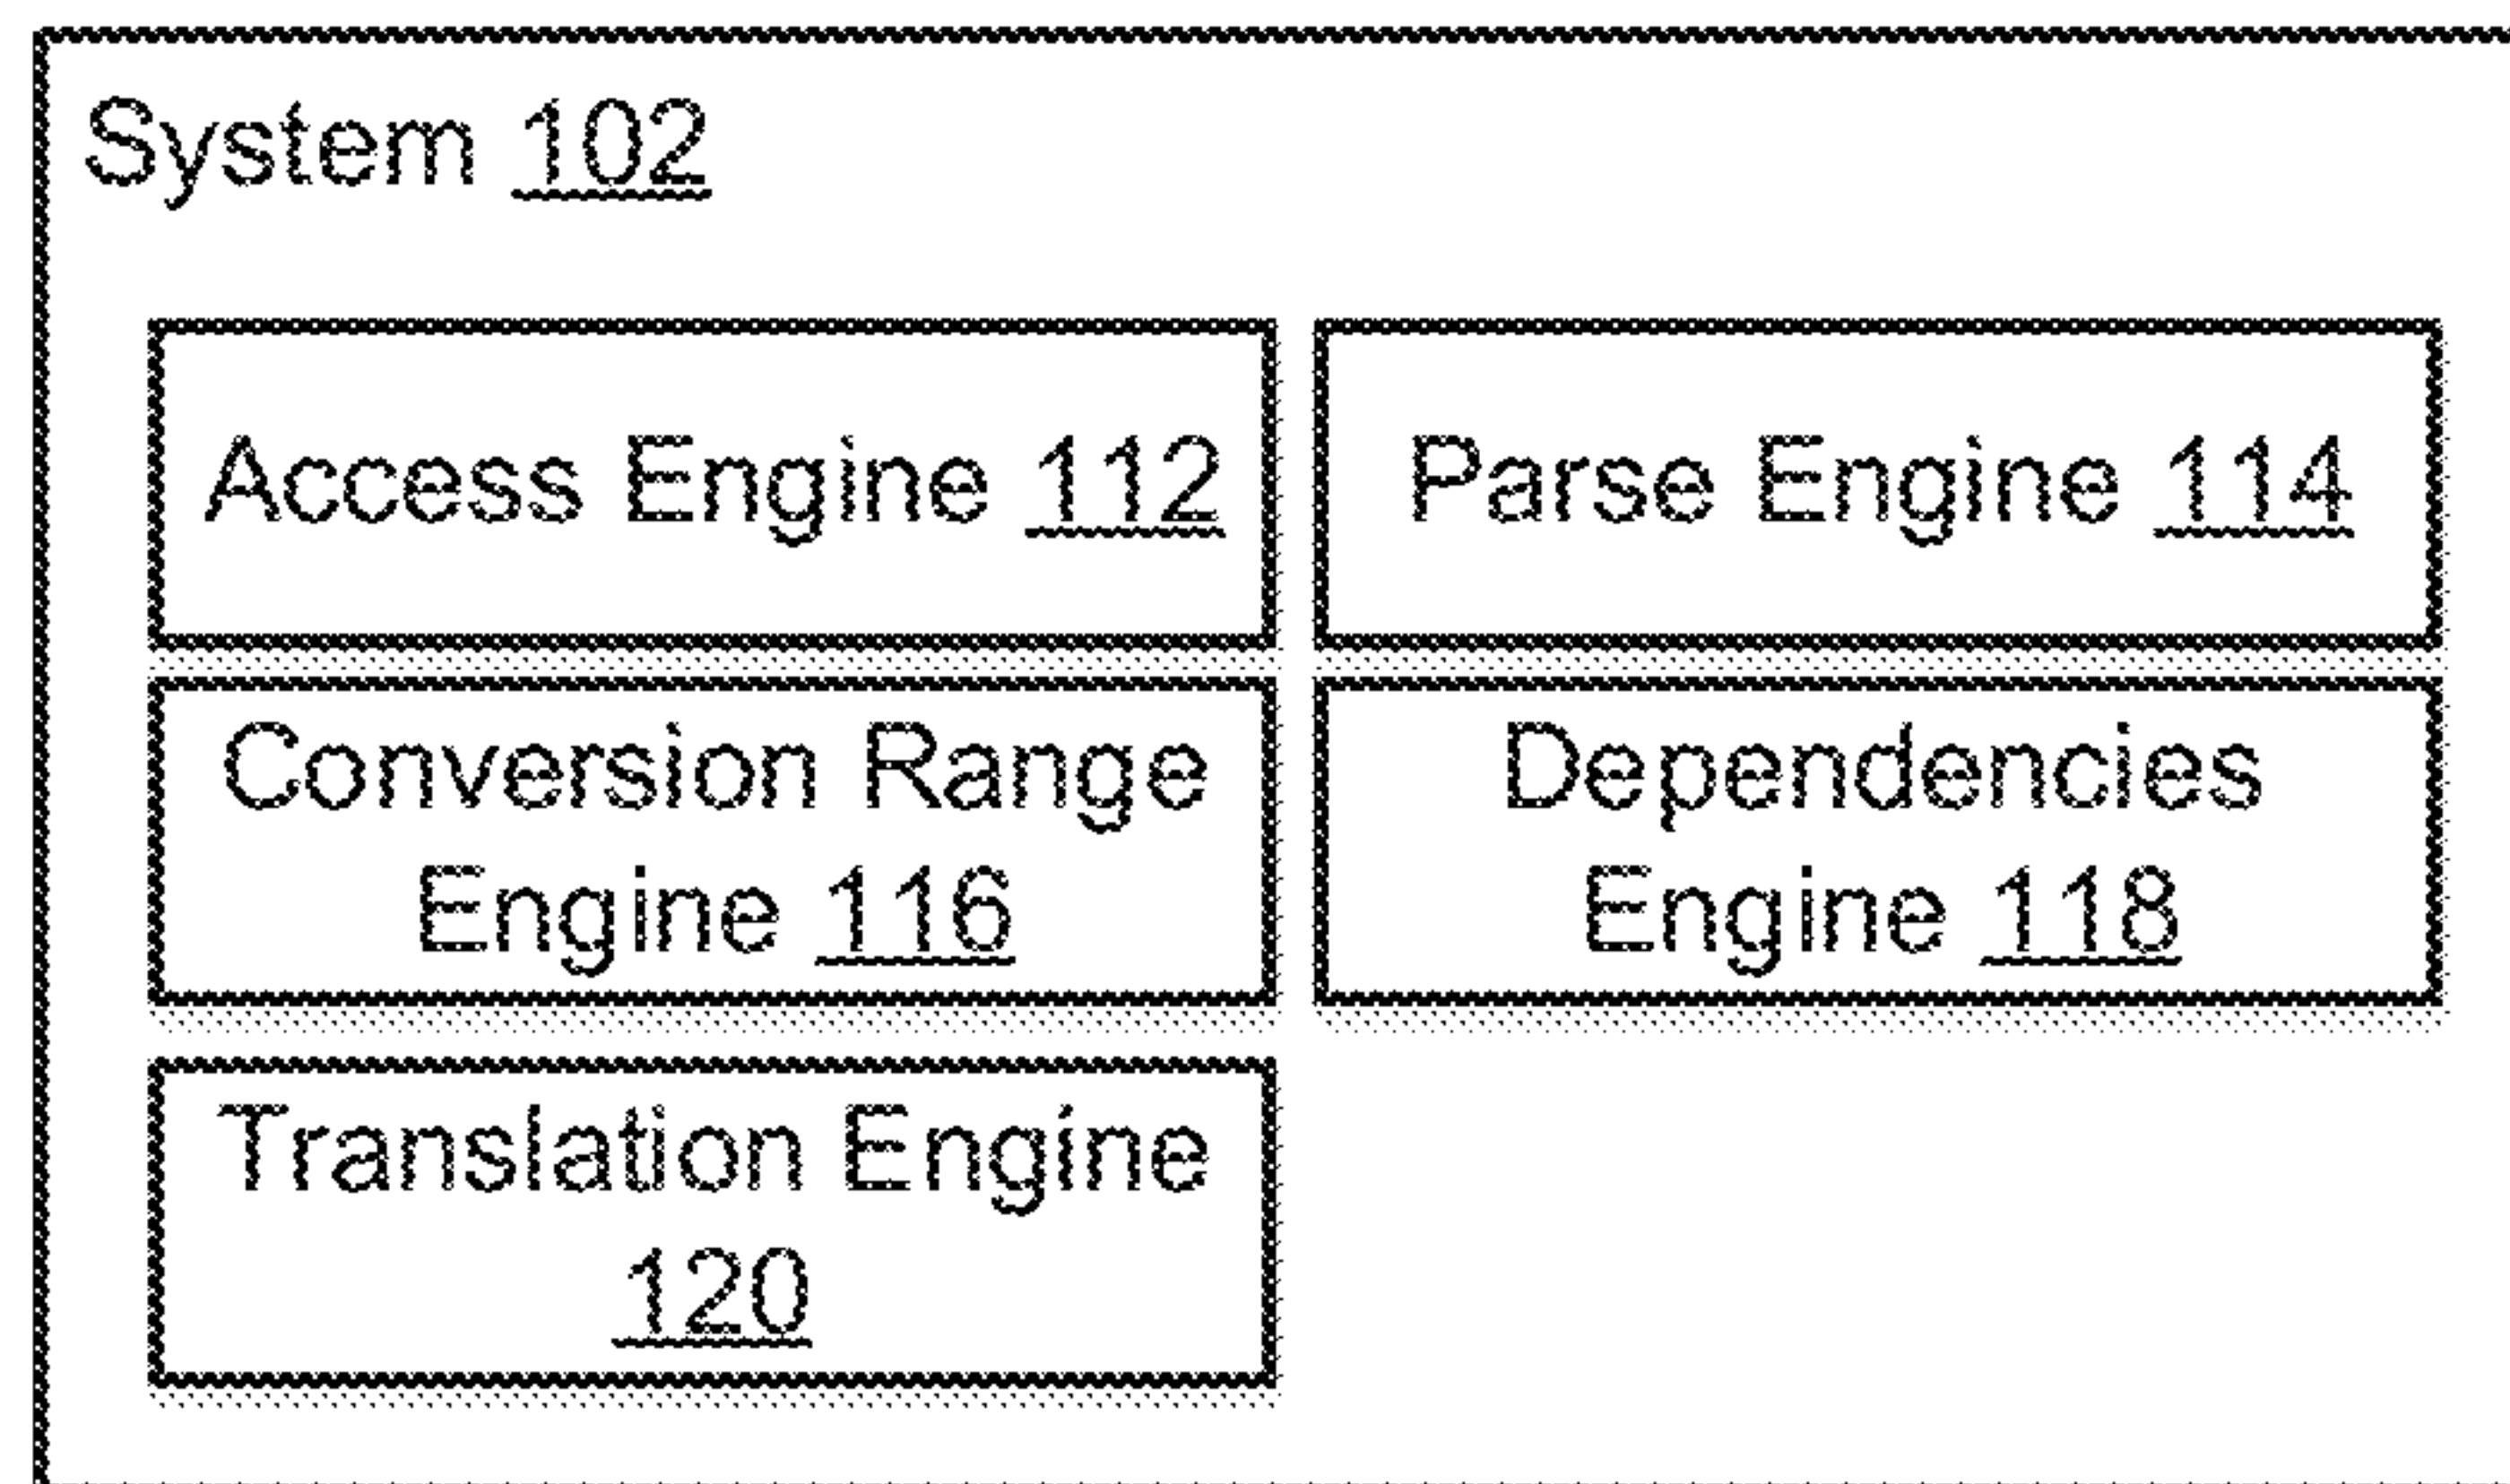 System 102
Access Engine 112
Parse Engine 114
Conversion Range
Engine 116
Dependencies
Engine 118
Translation Engine
120